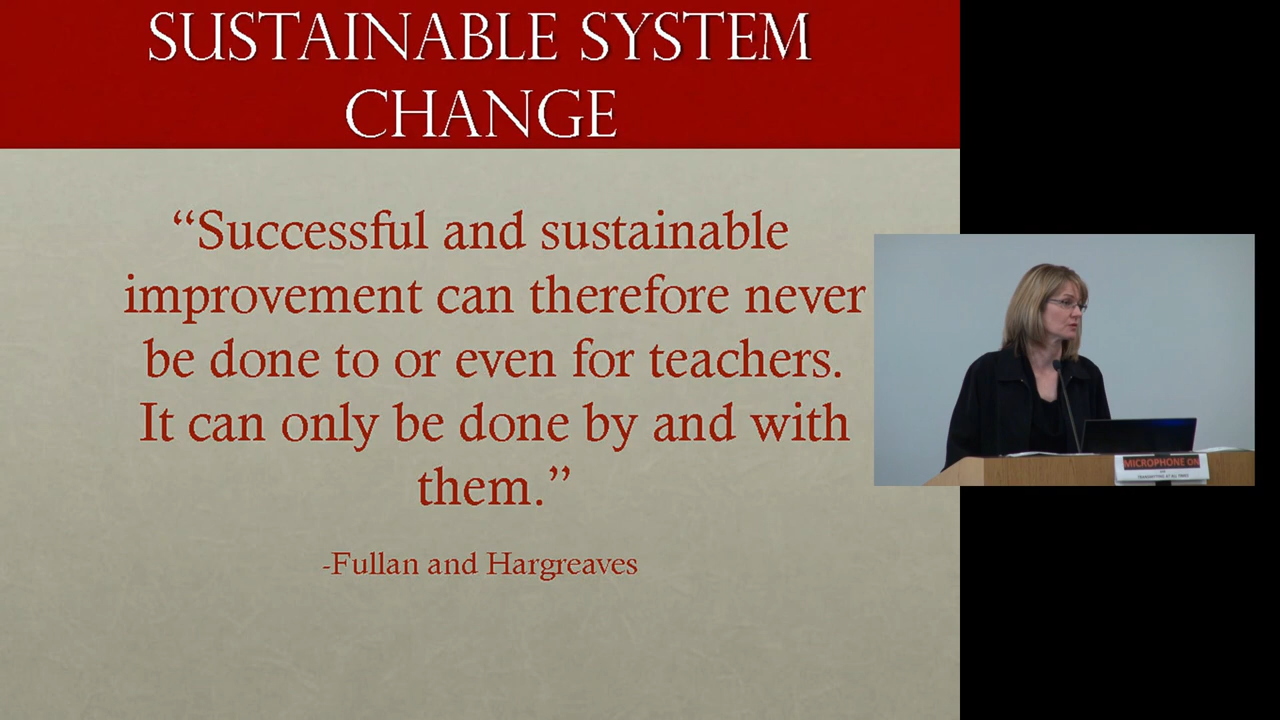 SUSTAINABLE SYSTEM
CHANGE
“Successful and sustainable
improvement can therefore never
be done to or even for teachers.
It can only be done by and with
them.”
-Fullan and Hargreaves
MICROPHONE ON